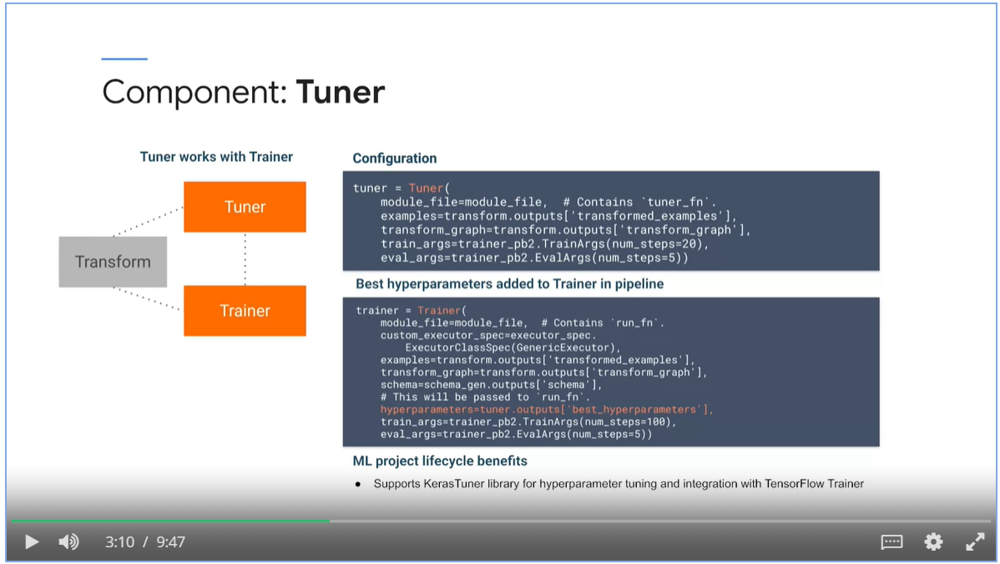 Component: Tuner
Tuner works with Trainer
Tuner
Transform
Trainer
Configuration
tuner = Tuner(
    module_file=module_file,  # Contains `tuner_fn`.
    examples=transform.outputs['transformed_examples'],
    transform_graph=transform.outputs['transform_graph'],
    train_args=trainer_pb2.TrainArgs(num_steps=20),
    eval_args=trainer_pb2.EvalArgs(num_steps=5))
Best hyperparameters added to Trainer in pipeline
trainer = Trainer(
    module_file=module_file,  # Contains `run_fn`.
    custom_executor_spec=executor_spec.
        ExecutorClassSpec(GenericExecutor),
    examples=transform.outputs['transformed_examples'],
    transform_graph=transform.outputs['transform_graph'],
    schema=schema_gen.outputs['schema'],
    # This will be passed to `run_fn`.
    hyperparameters=tuner.outputs['best_hyperparameters'],
    train_args=trainer_pb2.TrainArgs(num_steps=100),
    eval_args=trainer_pb2.EvalArgs(num_steps=5))
ML project lifecycle benefits
● Supports KerasTuner library for hyperparameter tuning and integration with TensorFlow Trainer
3:10 / 9:47